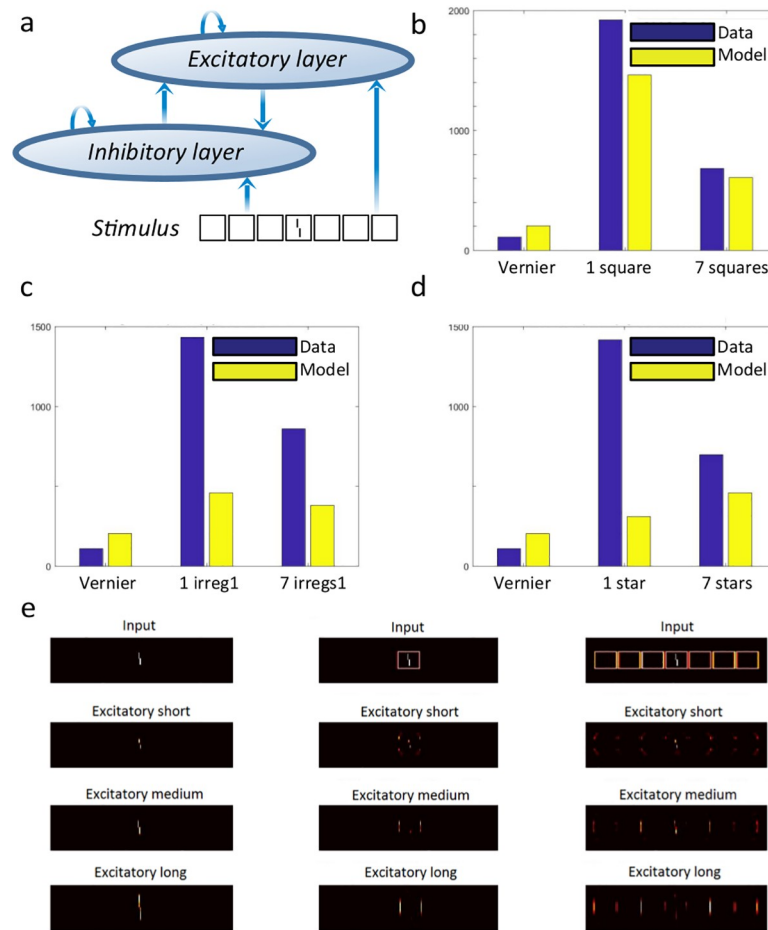 a
Excitatory layer
Inhibitory layer
Stimulus
b
2000
1000
0
Data
Model
Vernier 1 square 7 squares
c
1500
1000
0
Data
Model
Vernier 1 irreg1 7 irregs1
d
1500
1000
0
Data
Model
Vernier 1 star 7 stars
e
Input Input Input
Excitatory short Excitatory short Excitatory short
Excitatory medium Excitatory medium Excitatory medium
Excitatory long Excitatory long Excitatory long